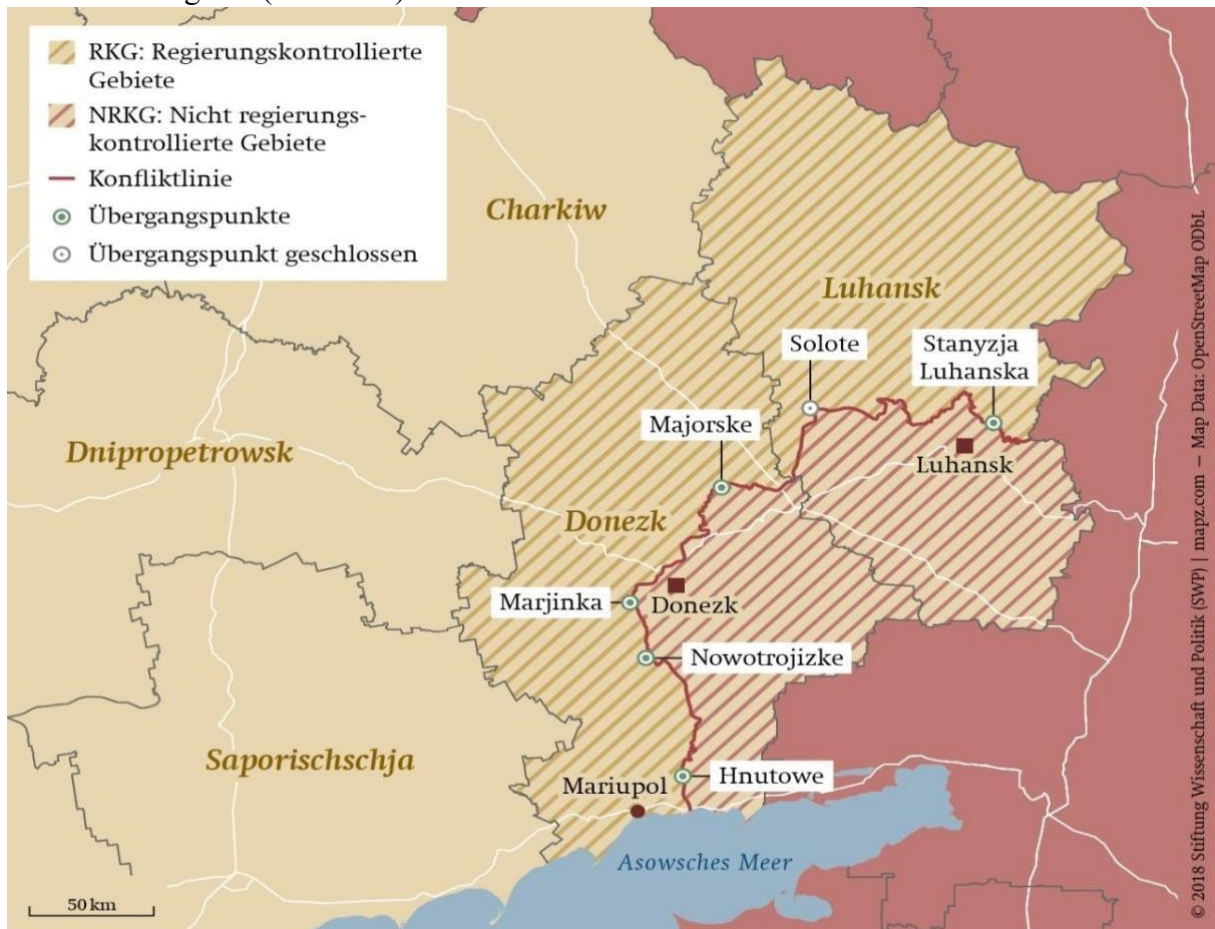 RKG: Regierungskontrollierte
Gebiete
NRKG: Nicht regierungs-
kontrollierte Gebiete
Konfliktlinie
Übergangspunkte
Übergangspunkt geschlossen
Charkiw
Luhansk
Solote
Stanyzja
Luhanska
Majorske
Dnipropetrowsk
Luhansk
Donezk
Marjinka
Donezk
Nowotrojizke
Saporischschja
Mariupol
Hnutowe
Asowsches Meer
50 km
© 2018 Stiftung Wissenschaft und Politik (SWP) | mapz.com – Map Data: OpenStreetMap ODbL